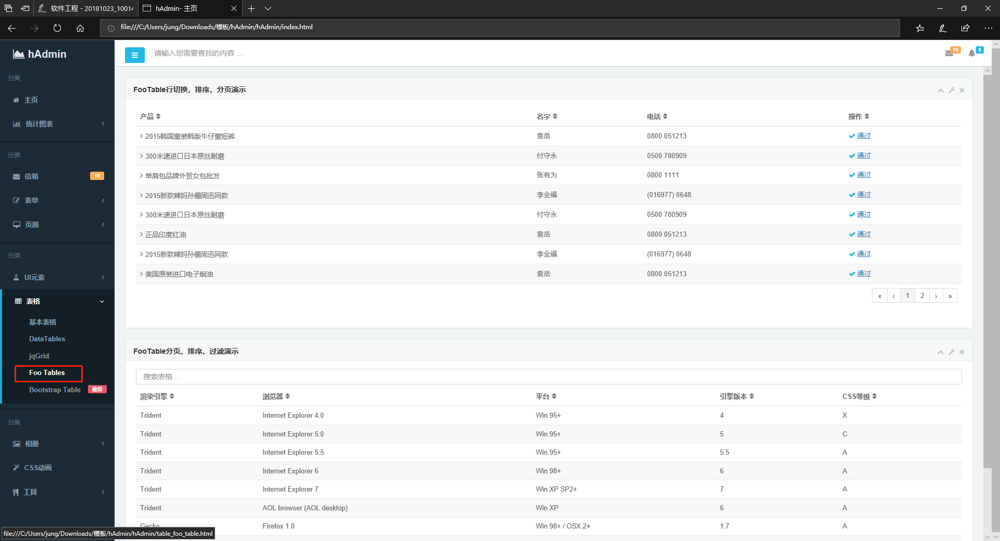 软件工程 - 20181023_10014
hAdmin- 主页
file:///C:/Users/jung/Downloads/模板/hAdmin/hAdmin/index.html
hAdmin
请输入您需要查找的内容 …
16
8
分类
主页
统计图表
分类
信箱
16
表单
页面
分类
UI元素
表格
基本表格
DataTables
jqGrid
Foo Tables
Bootstrap Table
推荐
分类
相册
CSS动画
工具
FooTable行切换，排序，分页演示
产品 名字 电话 操作
2015韩国童装韩版牛仔童短裤 袁岳 0800 051213 通过
300米速进口日本原丝耐磨 付守永 0500 780909 通过
单肩包品牌外贸女包批发 张有为 0800 1111 通过
2015新款辣妈孙俪周迅同款 李全福 (016977) 0648 通过
300米速进口日本原丝耐磨 付守永 0500 780909 通过
正品印度红油 袁岳 0800 051213 通过
2015新款辣妈孙俪周迅同款 李全福 (016977) 0648 通过
美国原装进口电子烟油 袁岳 0800 051213 通过
« ‹ 1 2 › »
FooTable分页、排序、过滤演示
搜索表格...
渲染引擎 浏览器 平台 引擎版本 CSS等级
Trident Internet Explorer 4.0 Win 95+ 4 X
Trident Internet Explorer 5.0 Win 95+ 5 C
Trident Internet Explorer 5.5 Win 95+ 5.5 A
Trident Internet Explorer 6 Win 98+ 6 A
Trident Internet Explorer 7 Win XP SP2+ 7 A
Trident AOL browser (AOL desktop) Win XP 6 A
Gecko Firefox 1.0 Win 98+ / OSX.2+ 1.7 A
file:///C:/Users/jung/Downloads/模板/hAdmin/hAdmin/table_foo_table.html